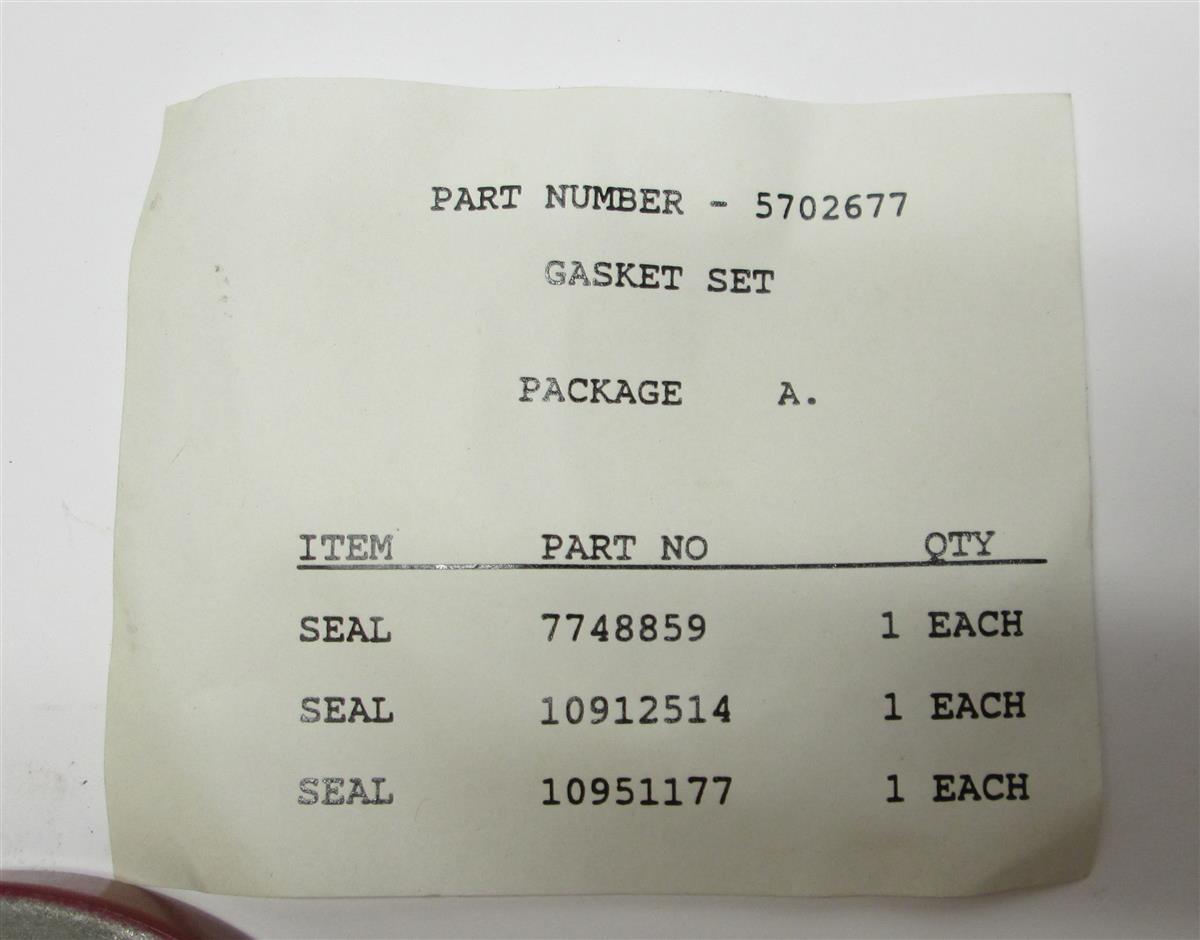 PART NUMBER - 5702677
GASKET SET
PACKAGE A.
ITEM PART NO QTY
SEAL 7748859 1 EACH
SEAL 10912514 1 EACH
SEAL 10951177 1 EACH